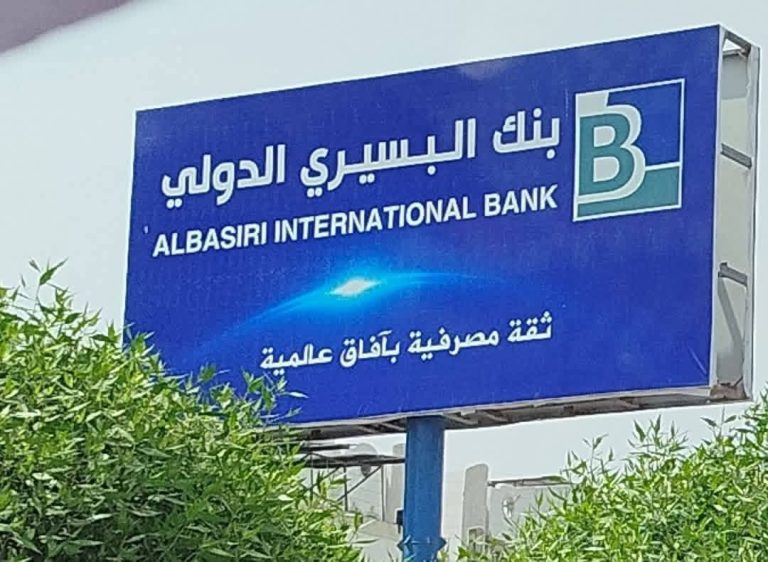 بنك البسيري الدولي
B
ALBASIRI INTERNATIONAL BANK
ثقة مصرفية بآفاق عالمية